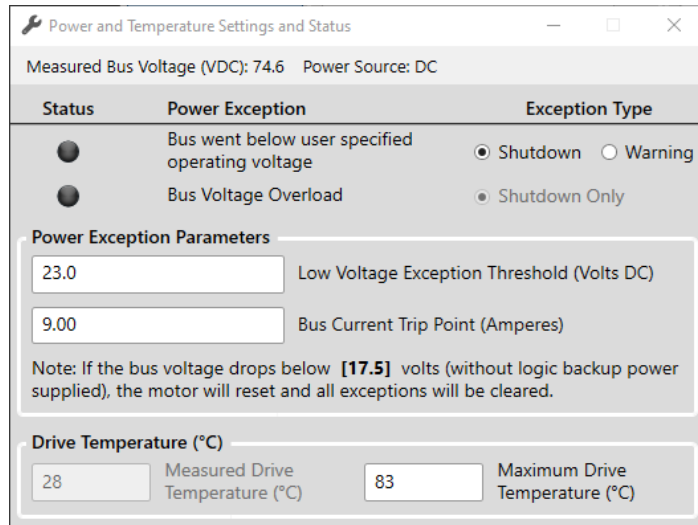 Power and Temperature Settings and Status
Measured Bus Voltage (VDC): 74.6 Power Source: DC
Status Power Exception Exception Type
Bus went below user specified
operating voltage
Shutdown Warning
Bus Voltage Overload Shutdown Only
Power Exception Parameters
23.0 Low Voltage Exception Threshold (Volts DC)
9.00 Bus Current Trip Point (Amperes)
Note: If the bus voltage drops below [17.5] volts (without logic backup power
supplied), the motor will reset and all exceptions will be cleared.
Drive Temperature (°C)
28 Measured Drive
Temperature (°C)
83 Maximum Drive
Temperature (°C)